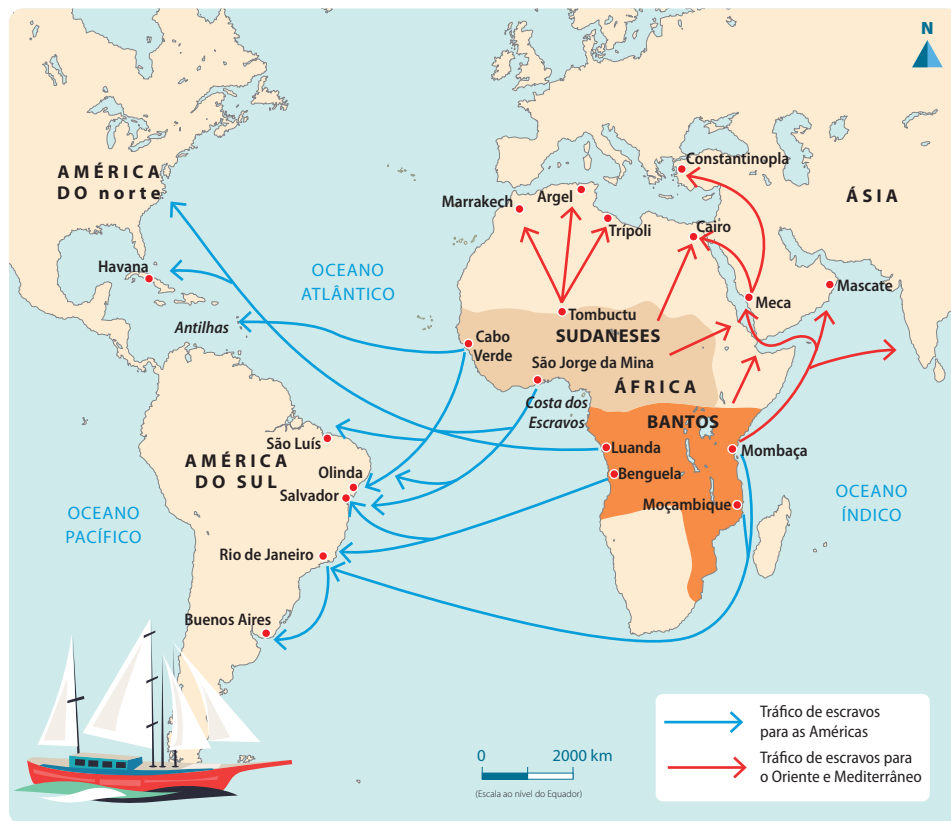 N
AMÉRICA
DO norte
Constantinopla
ÁSIA
Marrakech
Argel
Trípoli
Cairo
Havana
OCEANO
ATLÂNTICO
Mascate
Meca
Antilhas
Tombuctu
SUDANESES
Cabo
Verde
São Jorge da Mina
ÁFRICA
Costa dos
Escravos
BANTOS
São Luís
Luanda
Mombaça
AMÉRICA
DO SUL
Olinda
Benguela
Salvador
OCEANO
PACÍFICO
Moçambique
OCEANO
ÍNDICO
Rio de Janeiro
Buenos Aires
0 2000 km
(Escala ao nível do Equador)
Tráfico de escravos
para as Américas
Tráfico de escravos para
o Oriente e Mediterrâneo